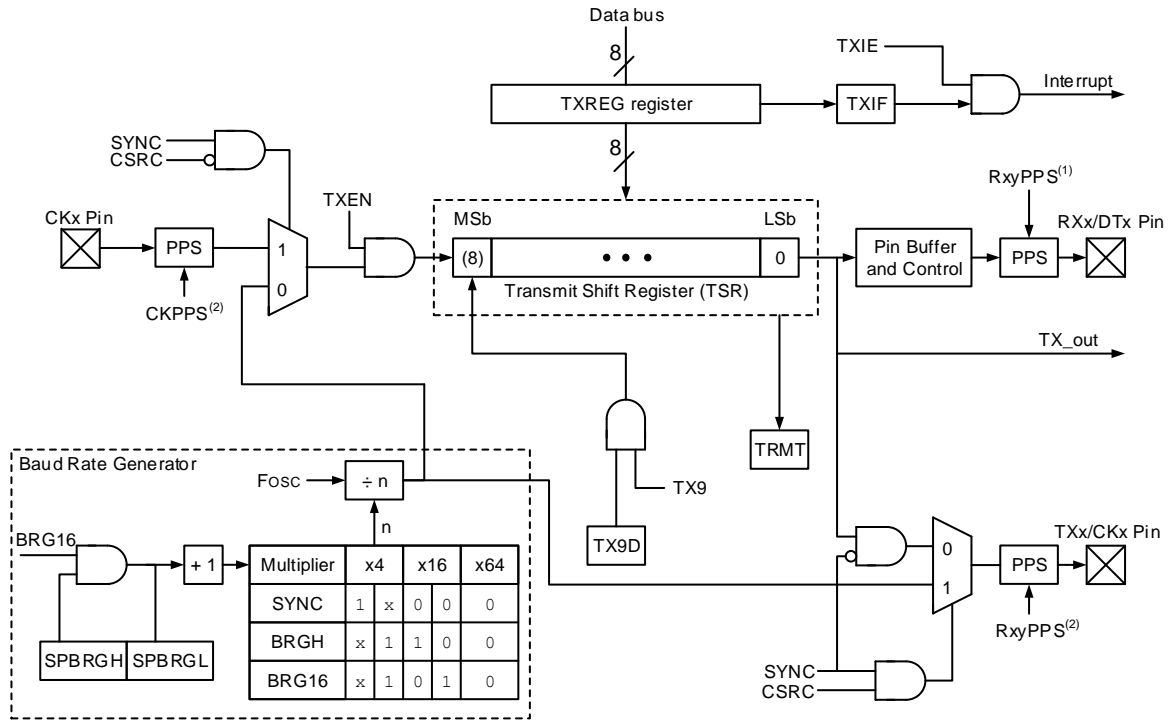 Data bus
8
TXIE
TXREG register
TXIF
Interrupt
SYNC
CSRC
8
TXEN
RxyPPS(1)
CKx Pin
MSb
LSb
RXx/DTx Pin
PPS
1
(8)
• • •
0
Pin Buffer
and Control
PPS
0
Transmit Shift Register (TSR)
CKPPS(2)
TX_out
TRMT
Baud Rate Generator
FOSC
÷ n
TX9
n
TX9D
BRG16
TXx/CKx Pin
+ 1
Multiplier x4 x16 x64
0
PPS
1
SYNC 1 x 0 0 0
BRGH x 1 1 0 0
RxyPPS(2)
SPBRGH SPBRGL
BRG16 x 1 0 1 0
SYNC
CSRC